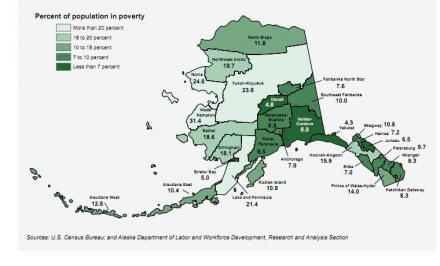 Percent of population in poverty
More than 20 percent
15 to 20 percent
10 to 15 percent
7 to 10 percent
Less than 7 percent
North Slope
11.8
Northwest Arctic
19.7
Nome
24.6
Yukon-Koyukuk
23.6
Fairbanks North Star
7.8
Southeast Fairbanks
10.0
Denali
4.6
Wade
Hampton
31.4
Matanuska-
Susitna
9.9
Valdez-
Cordova
6.9
Bethel
18.6
Dillingham
18.1
Kenai
Peninsula
9.5
Anchorage
7.9
4.3
Yakutat
Skagway 10.8
Haines 7.2
Juneau 6.5
Petersburg 9.7
Wrangell
8.3
Hoonah-Angoon
15.9
Sitka
7.0
Prince of Wales-Hyder
14.0
Ketchikan Gateway
8.3
Bristol Bay
5.0
Kodiak Island
10.9
Lake and Peninsula
21.4
Aleutians East
10.4
Aleutians West
12.6
Sources: U.S. Census Bureau; and Alaska Department of Labor and Workforce Development, Research and Analysis Section